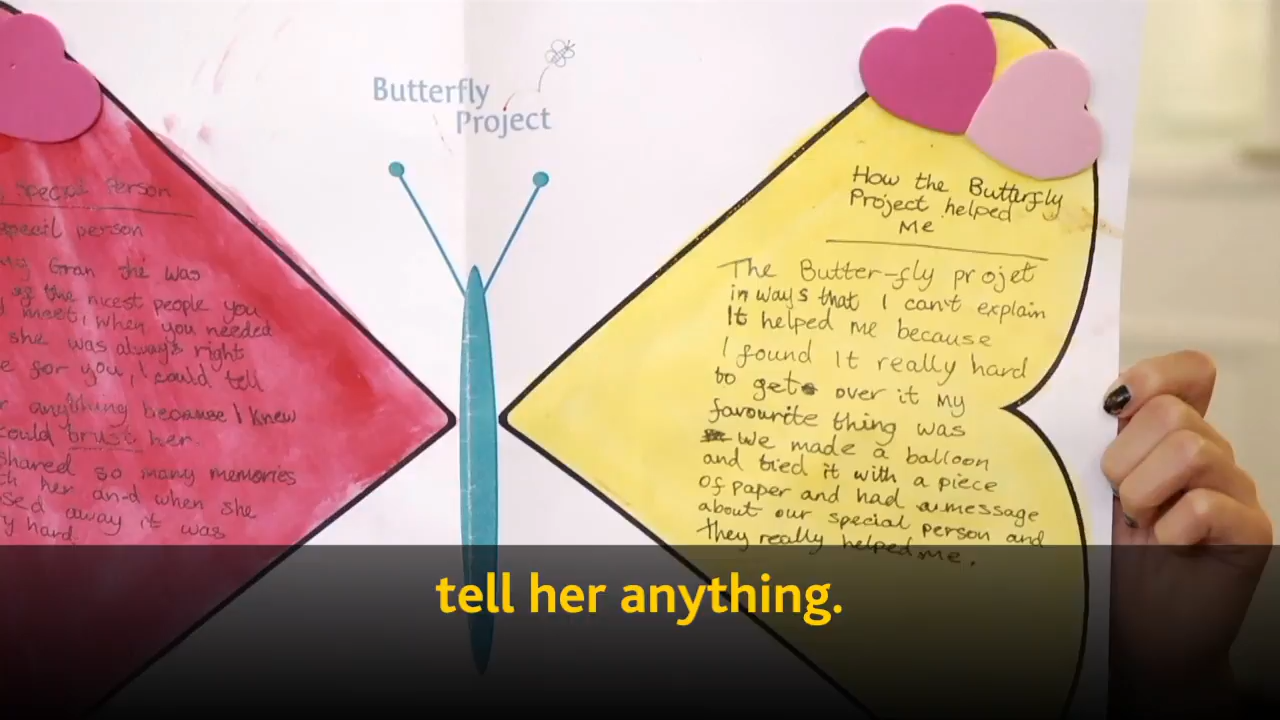 Butterfly
Project
Special Person
specil person
My Gran she was
of the nicest people you
meet, when you needed
she was always right
e for you, I could tell
r anything because I knew
could trust her.
shared so many memories
th her an-d when she
sed away it was
y hard.
How the Butterfly
Project helped
Me
The Butter-fly projet
in ways that I can't explain
It helped me because
I found It really hard
to get over it My
favourite thing was
We made a balloon
and tied it with a piece
of paper and had a message
about our special person and
they really helped me.
tell her anything.